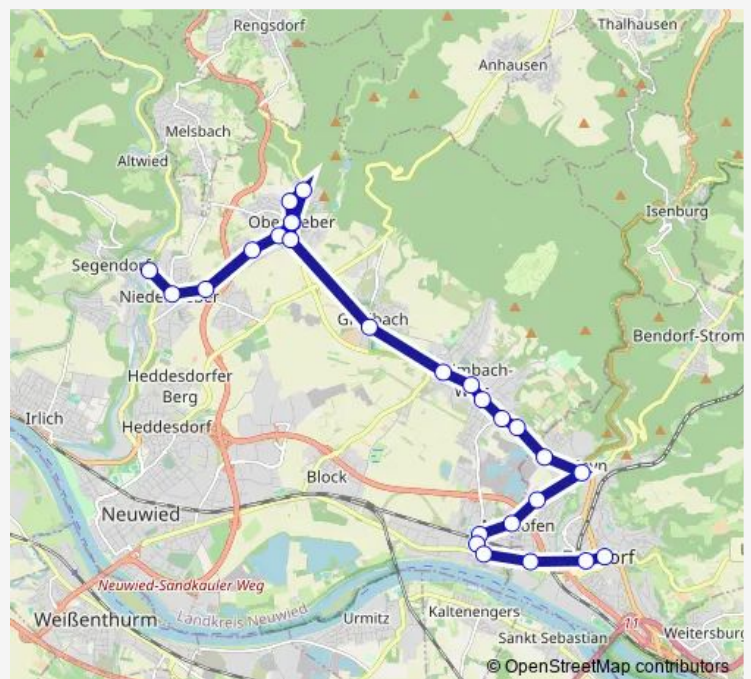 Rengsdorf
Thalhausen
Anhausen
Melsbach
Altwied
Isenburg
Segendorf
Bendorf-Strom
Heddesdorfer
Berg
Irlich
Heddesdorf
Block
Neuwied
Neuwied-Sandkauler Weg
Landkreis Neuwied
Weißenthurm
Urmitz
Kaltenengers
11
Sankt Sebastian
Weitersburg
© OpenStreetMap contributors